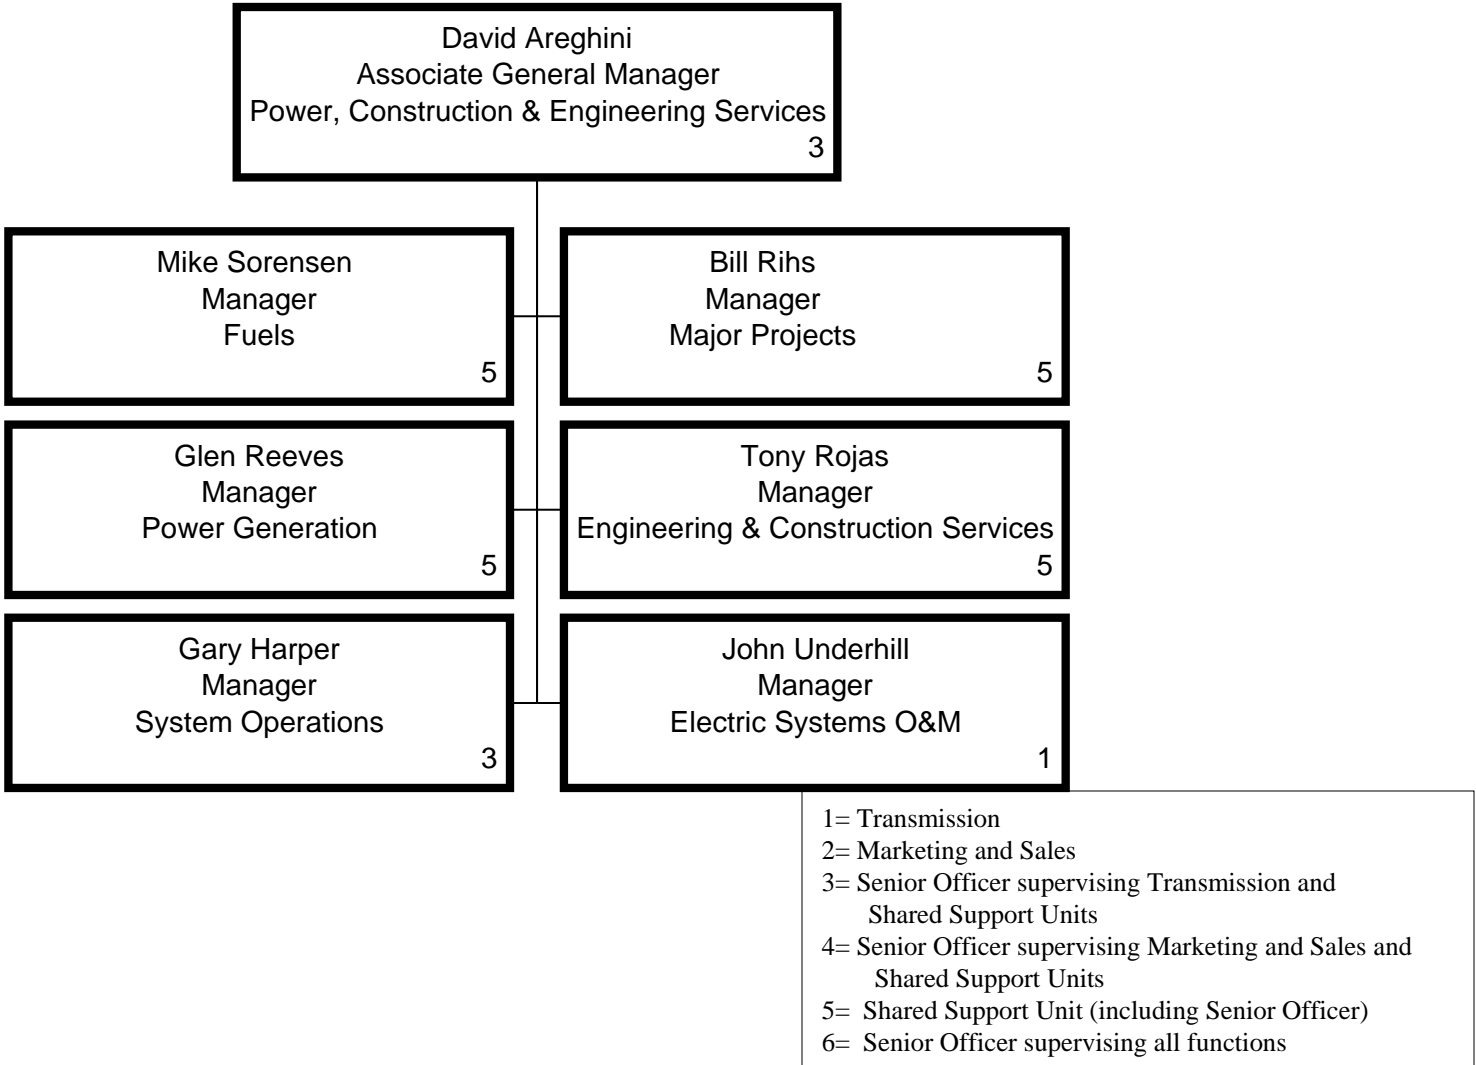 David Areghini
Associate General Manager
Power, Construction & Engineering Services
3
Mike Sorensen
Manager
Fuels
5
Bill Rihs
Manager
Major Projects
5
Glen Reeves
Manager
Power Generation
5
Tony Rojas
Manager
Engineering & Construction Services
5
Gary Harper
Manager
System Operations
3
John Underhill
Manager
Electric Systems O&M
1
1= Transmission
2= Marketing and Sales
3= Senior Officer supervising Transmission and
Shared Support Units
4= Senior Officer supervising Marketing and Sales and
Shared Support Units
5= Shared Support Unit (including Senior Officer)
6= Senior Officer supervising all functions